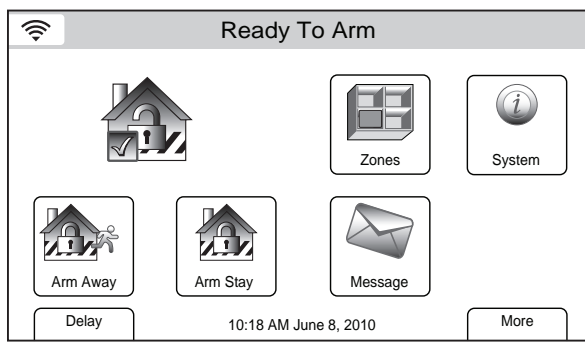 Ready To Arm
Zones
System
Arm Away
Arm Stay
Message
Delay
10:18 AM June 8, 2010
More